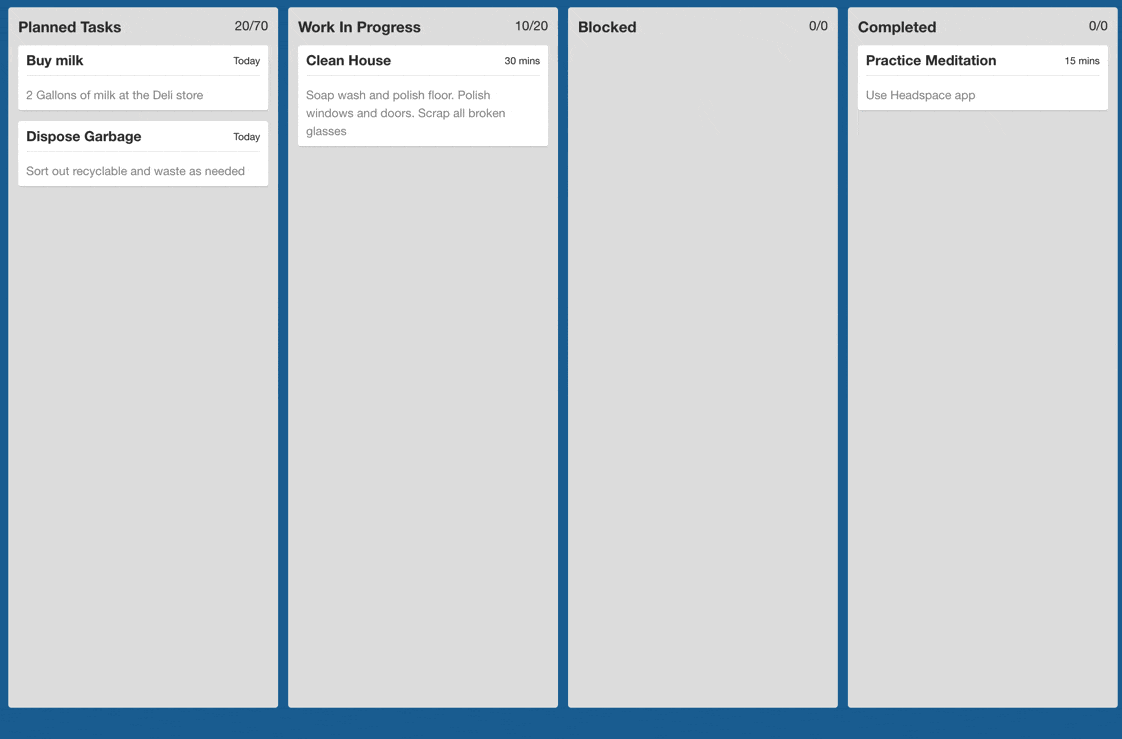 Planned Tasks 20/70
Buy milk Today
2 Gallons of milk at the Deli store
Dispose Garbage Today
Sort out recyclable and waste as needed
Work In Progress 10/20
Clean House 30 mins
Soap wash and polish floor. Polish
windows and doors. Scrap all broken
glasses
Blocked 0/0
Completed 0/0
Practice Meditation 15 mins
Use Headspace app